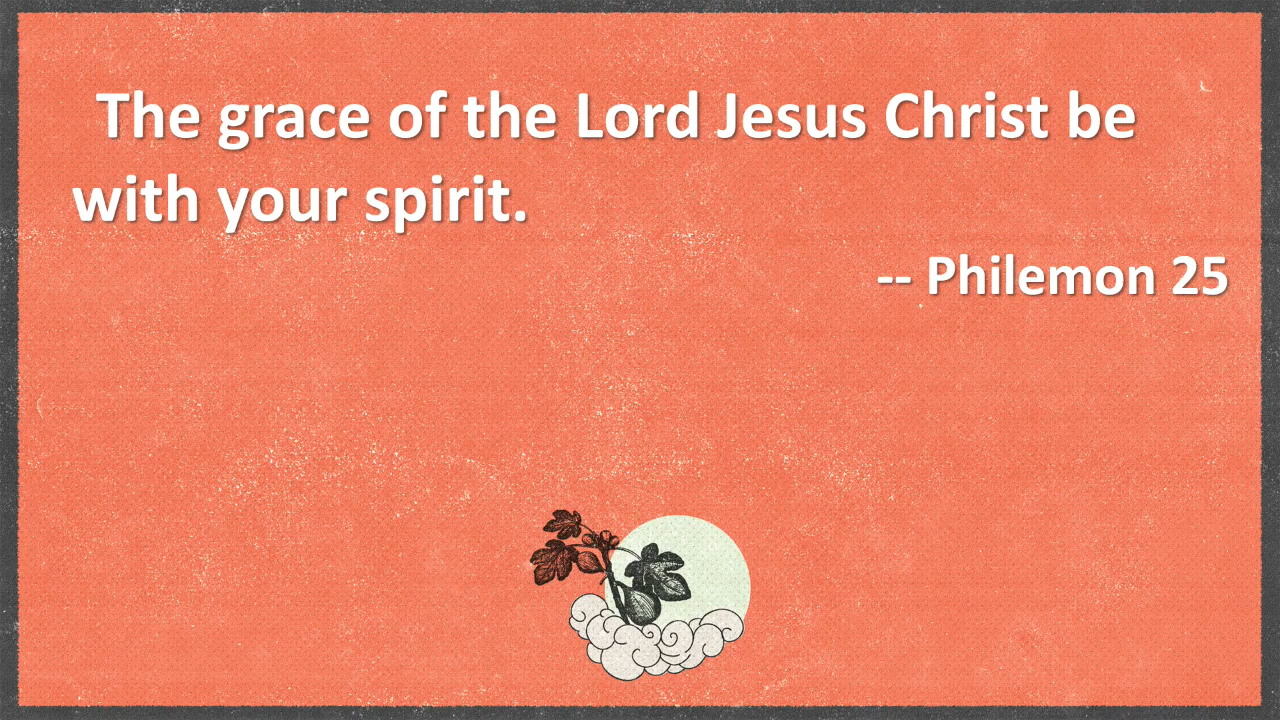 The grace of the Lord Jesus Christ be
with your spirit.
-- Philemon 25